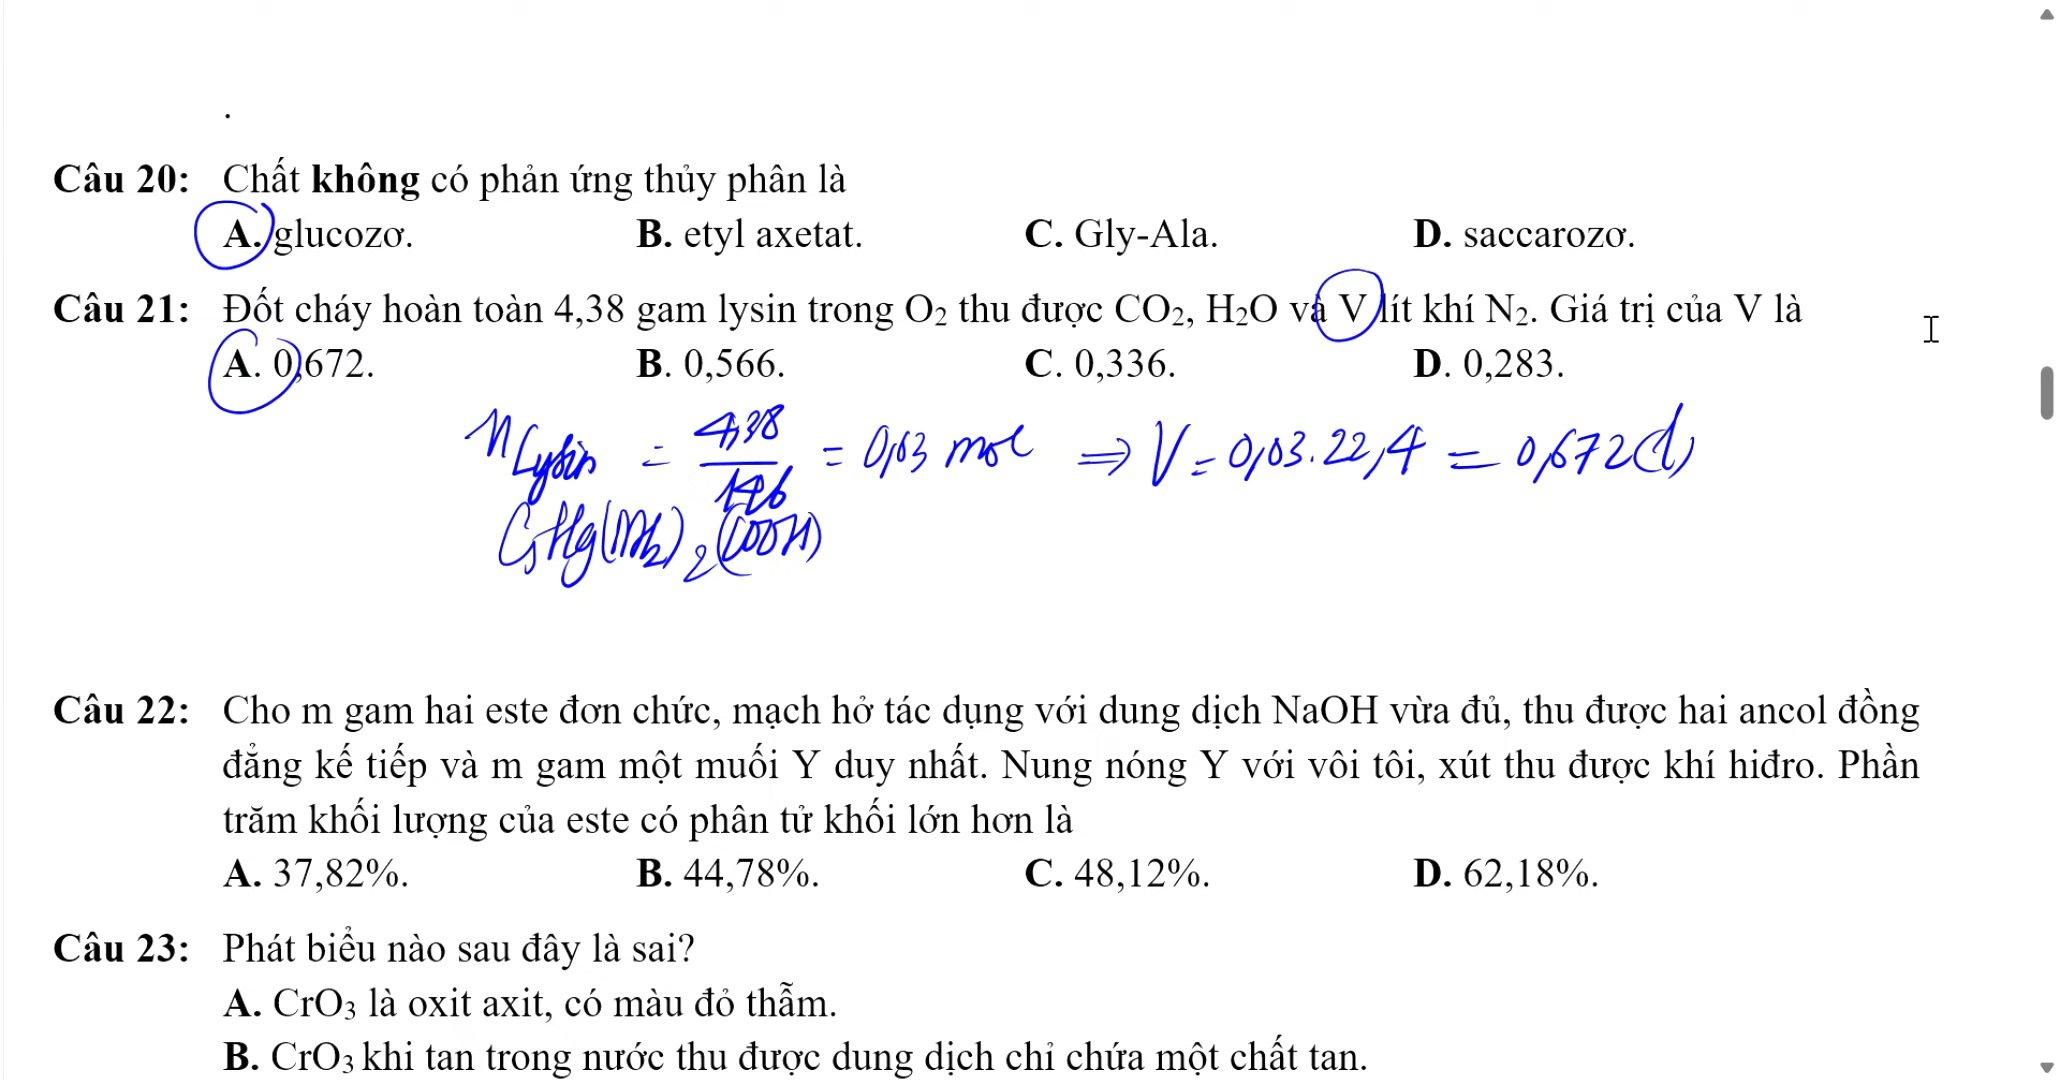 .
Câu 20: Chất không có phản ứng thủy phân là
A. glucozơ. B. etyl axetat. C. Gly-Ala. D. saccarozơ.
Câu 21: Đốt cháy hoàn toàn 4,38 gam lysin trong O₂ thu được CO₂, H₂O và V lít khí N₂. Giá trị của V là
A. 0,672. B. 0,566. C. 0,336. D. 0,283.
n Lysin = 4,38 / 146 = 0,03 mol ⇒ V = 0,03.22,4 = 0,672(l)
C₅H₉(NH₂)₂(COOH)
Câu 22: Cho m gam hai este đơn chức, mạch hở tác dụng với dung dịch NaOH vừa đủ, thu được hai ancol đồng
đẳng kế tiếp và m gam một muối Y duy nhất. Nung nóng Y với vôi tôi, xút thu được khí hiđro. Phần
trăm khối lượng của este có phân tử khối lớn hơn là
A. 37,82%. B. 44,78%. C. 48,12%. D. 62,18%.
Câu 23: Phát biểu nào sau đây là sai?
A. CrO₃ là oxit axit, có màu đỏ thẫm.
B. CrO₃ khi tan trong nước thu được dung dịch chỉ chứa một chất tan.